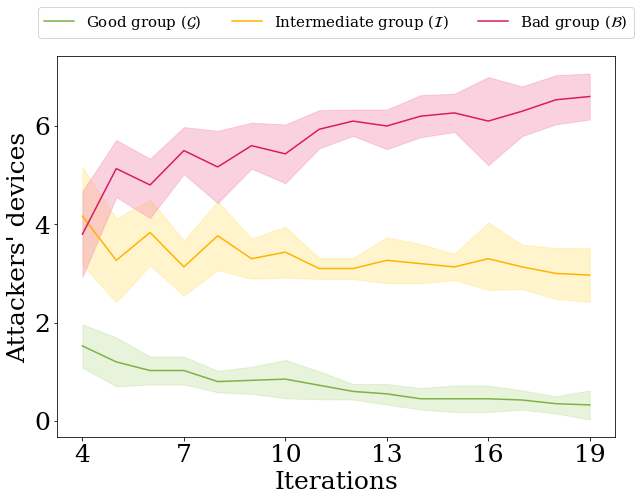 Good group (𝒢) Intermediate group (ℐ) Bad group (ℬ)
6
4
2
0
Attackers' devices
4 7 10 13 16 19
Iterations